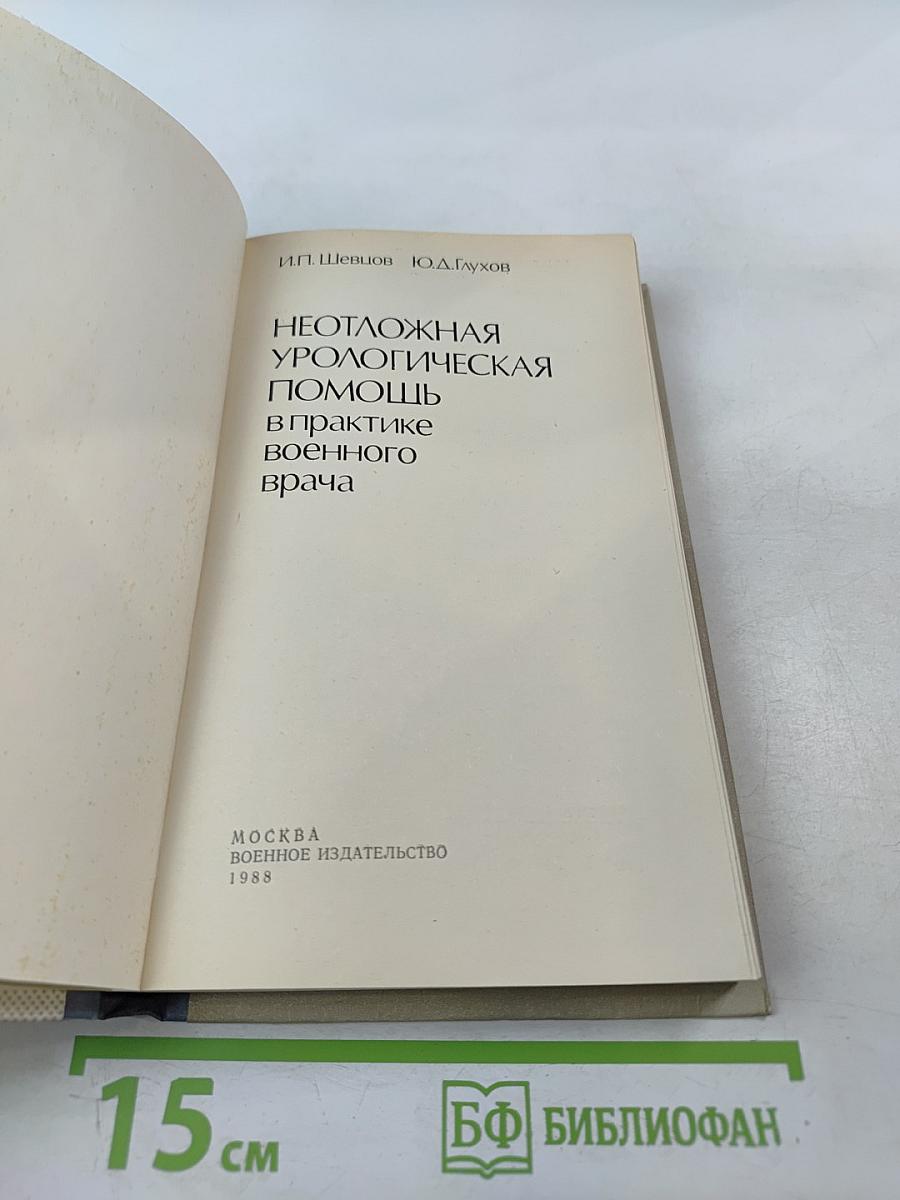 И.П. Шевцов Ю.Д.Глухов
НЕОТЛОЖНАЯ
УРОЛОГИЧЕСКАЯ
ПОМОЩЬ
в практике
военного
врача
МОСКВА
ВОЕННОЕ ИЗДАТЕЛЬСТВО
1988
15 см
БФ БИБЛИОФАН